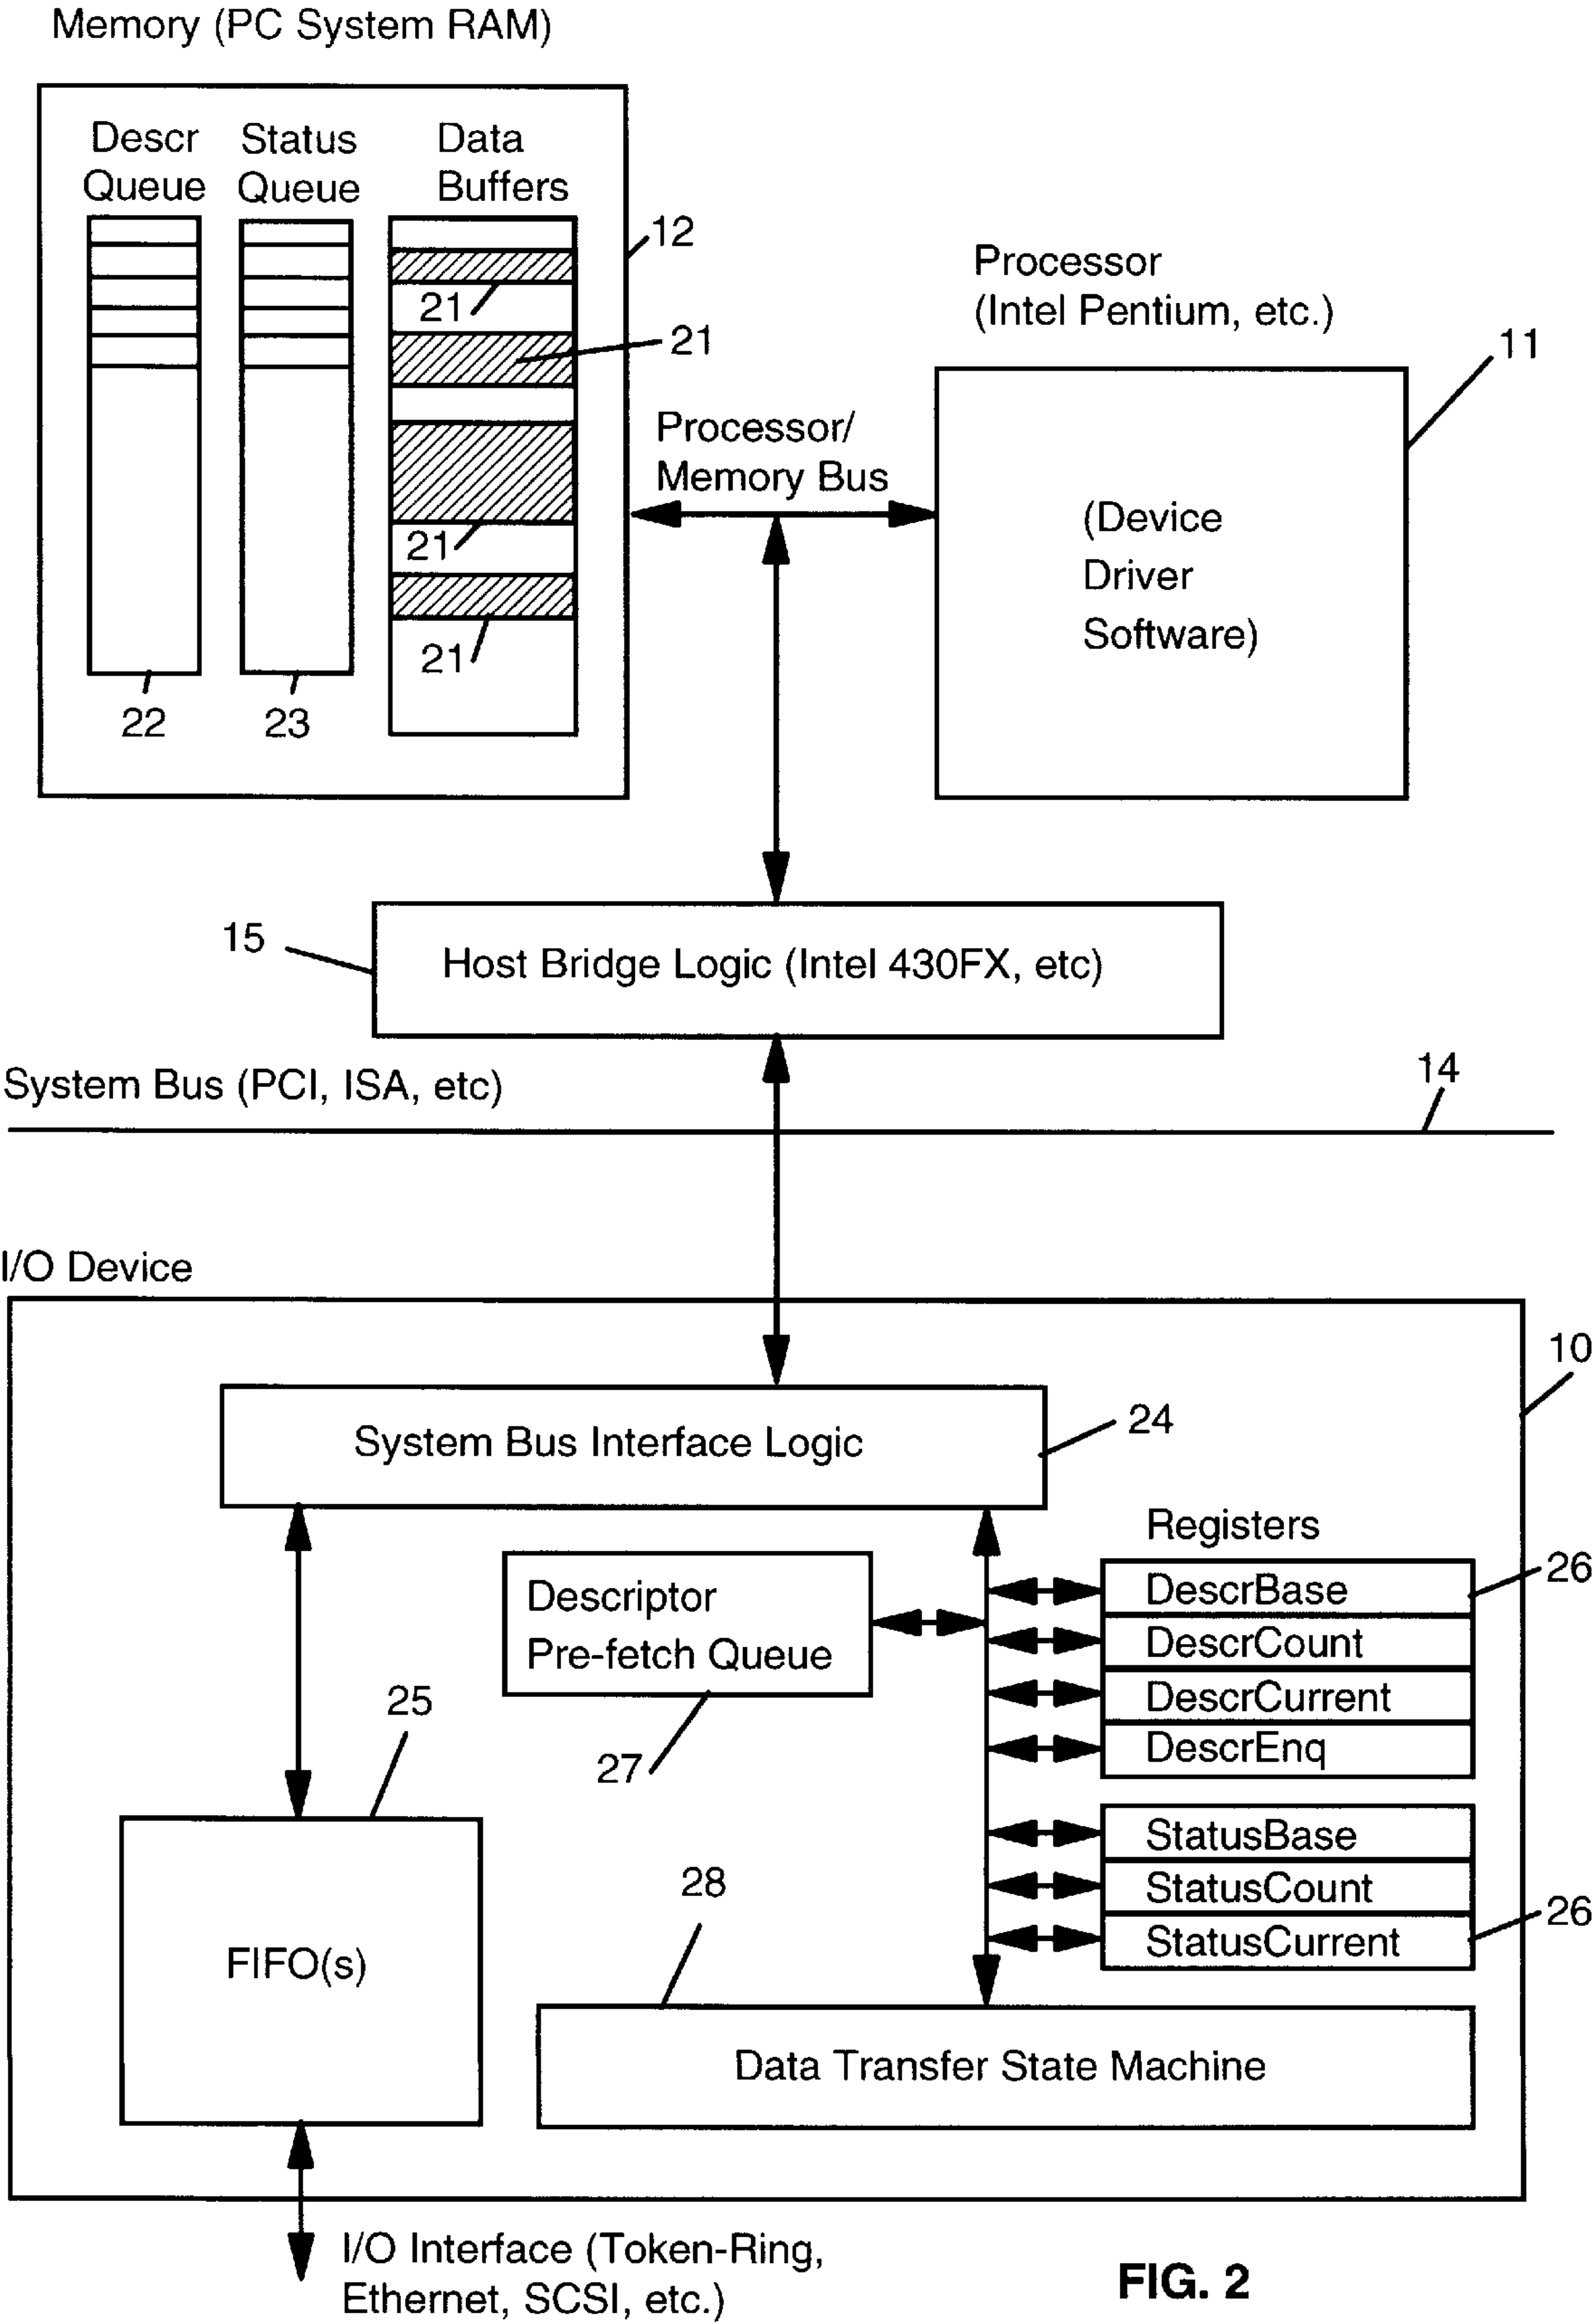 Memory (PC System RAM)
Descr
Queue
Status
Queue
Data
Buffers
12
21
21
21
21
22
23
Processor
(Intel Pentium, etc.)
11
Processor/
Memory Bus
(Device
Driver
Software)
15
Host Bridge Logic (Intel 430FX, etc)
System Bus (PCI, ISA, etc)
14
I/O Device
10
System Bus Interface Logic
24
Registers
26
DescrBase
DescrCount
DescrCurrent
DescrEnq
Descriptor
Pre-fetch Queue
27
25
StatusBase
StatusCount
StatusCurrent
26
28
FIFO(s)
Data Transfer State Machine
I/O Interface (Token-Ring,
Ethernet, SCSI, etc.)
FIG. 2